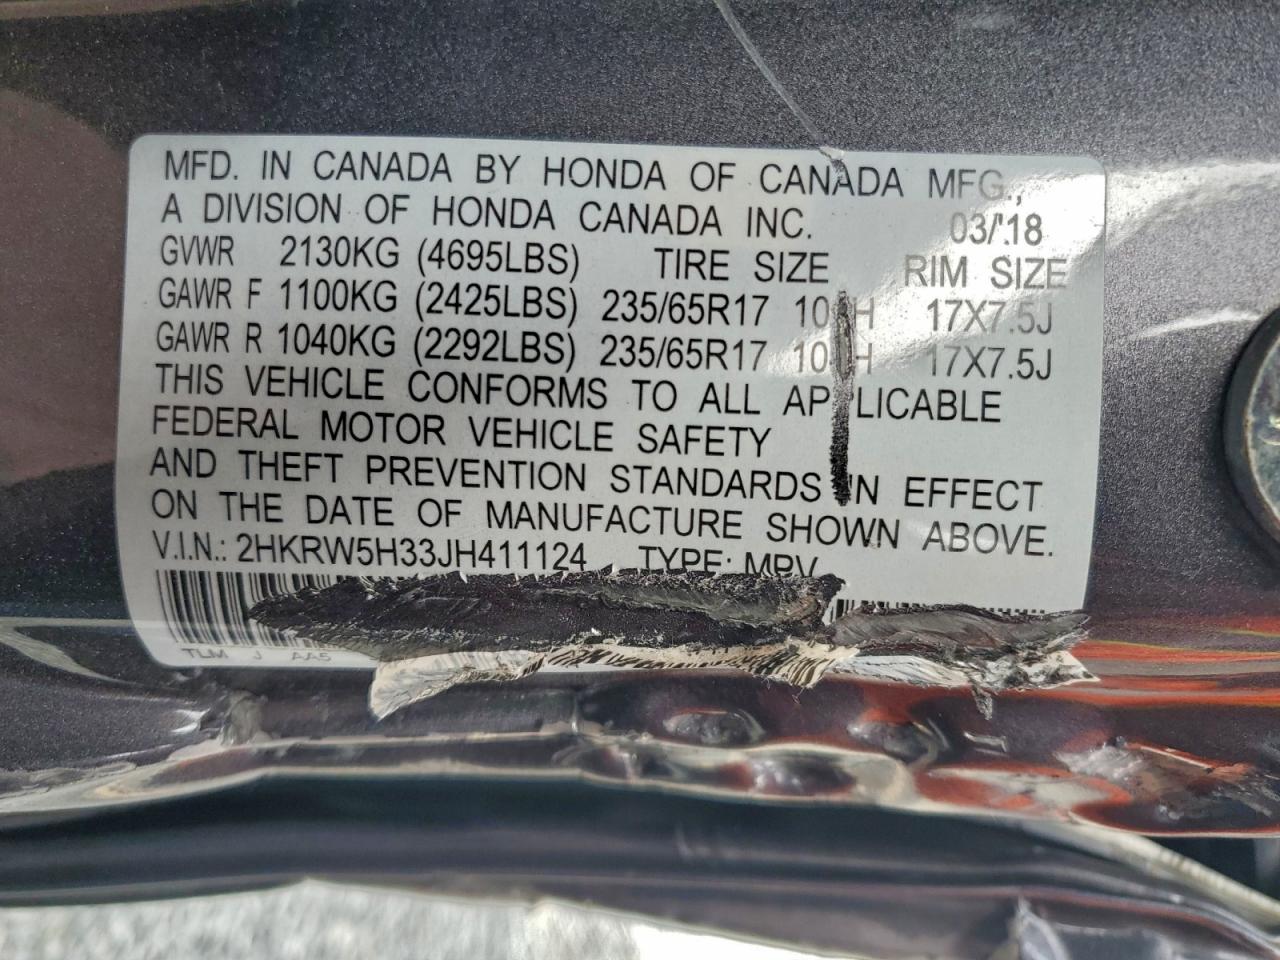 MFD. IN CANADA BY HONDA OF CANADA MFG.,
A DIVISION OF HONDA CANADA INC. 03/18
GVWR 2130KG (4695LBS) TIRE SIZE RIM SIZE
GAWR F 1100KG (2425LBS) 235/65R17 17X7.5J
GAWR R 1040KG (2292LBS) 235/65R17 17X7.5J
THIS VEHICLE CONFORMS TO ALL APPLICABLE
FEDERAL MOTOR VEHICLE SAFETY
AND THEFT PREVENTION STANDARDS IN EFFECT
ON THE DATE OF MANUFACTURE SHOWN ABOVE.
V.I.N.: 2HKRW5H33JH411124 TYPE: MPV
TLM J AA5